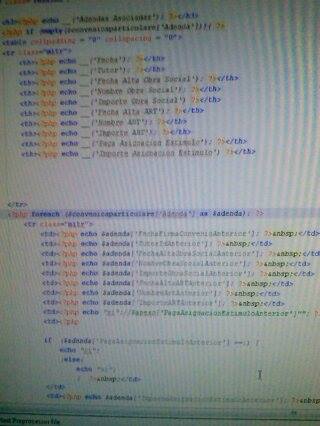 <h3><?php echo __('Adendas Asociadas'); ?></h3>
<?php if (!empty($convenioparticulare['Adenda'])){ ?>
<table cellpadding = "0" cellspacing = "0">
<tr class="mitr">
<th><?php echo __('Fecha'); ?></th>
<th><?php echo __('Tutor'); ?></th>
<th><?php echo __('Fecha Alta Obra Social'); ?></th>
<th><?php echo __('Nombre Obra Social'); ?></th>
<th><?php echo __('Importe Obra Social'); ?></th>
<th><?php echo __('Fecha Alta ART'); ?></th>
<th><?php echo __('Nombre ART'); ?></th>
<th><?php echo __('Importe ART'); ?></th>
<th><?php echo __('Paga Asignacion Estimulo'); ?></th>
<th><?php echo __('Importe Asignacion Estimulo'); ?></th>
</tr>
<?php foreach ($convenioparticulare['Adenda'] as $adenda): ?>
<tr class="mitr">
<td><?php echo $adenda['FechaFirmaConvenioAnterior']; ?>&nbsp;</td>
<td><?php echo $adenda['TutorIdAnterior']; ?>&nbsp;</td>
<td><?php echo $adenda['FechaAltaObraSocialAnterior']; ?>&nbsp;</td>
<td><?php echo $adenda['NombreObraSocialAnterior']; ?>&nbsp;</td>
<td><?php echo $adenda['ImporteObraSocialAnterior']; ?>&nbsp;</td>
<td><?php echo $adenda['FechaAltaARTAnterior']; ?>&nbsp;</td>
<td><?php echo $adenda['NombreArtAnterior']; ?>&nbsp;</td>
<td><?php echo $adenda['ImporteARTAnterior']; ?>&nbsp;</td>
<td><?php echo
<td><?php
if ($adenda['PagaAsignacionEstimuloAnterior']
echo
else:
echo
?>&nbsp;</td>
</td>
<td><?php echo $adenda[
Preprocessor file